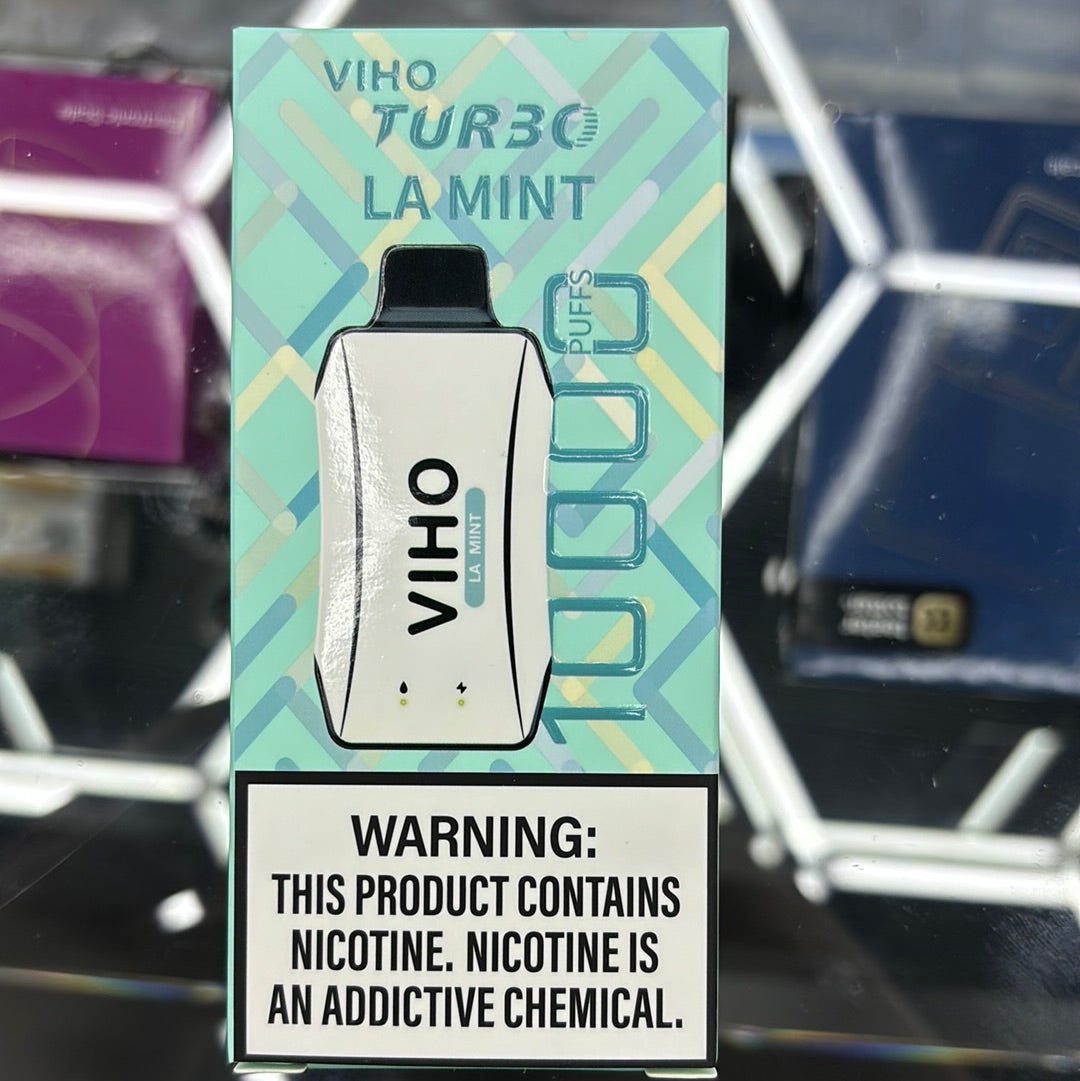 VIHO
TURBO
LA MINT
10000
PUFFS
VIHO
LA MINT
WARNING:
THIS PRODUCT CONTAINS
NICOTINE. NICOTINE IS
AN ADDICTIVE CHEMICAL.